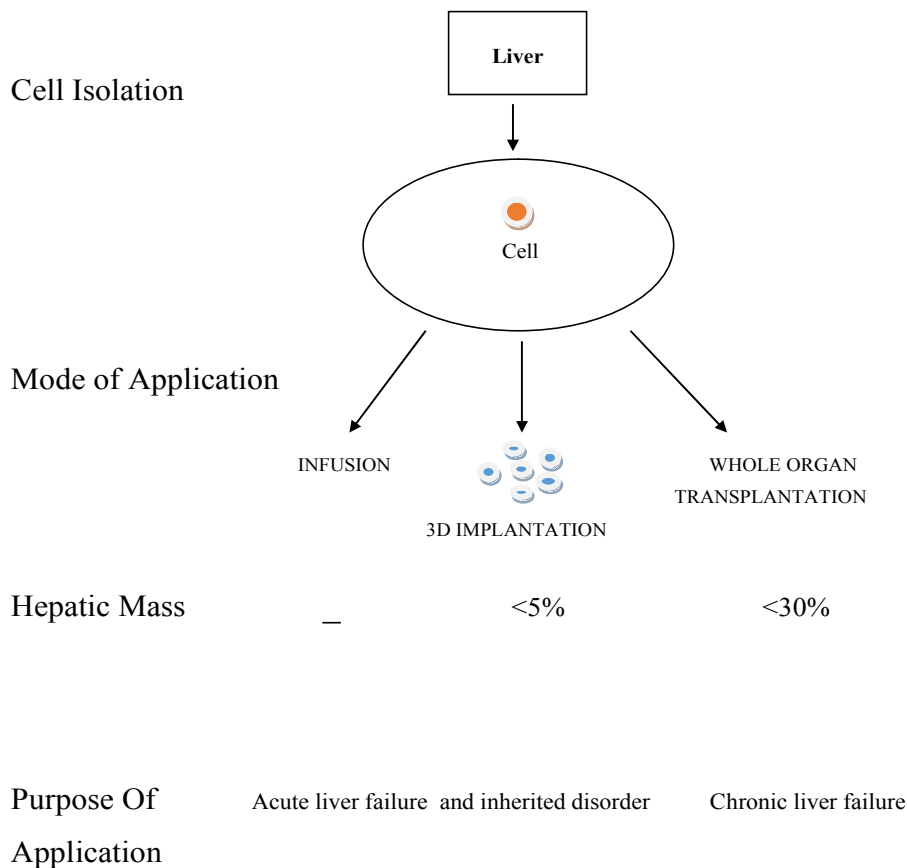 Liver
Cell Isolation
Cell
Mode of Application
INFUSION
WHOLE ORGAN
TRANSPLANTATION
3D IMPLANTATION
Hepatic Mass
_
<5%
<30%
Purpose Of
Application
Acute liver failure and inherited disorder
Chronic liver failure